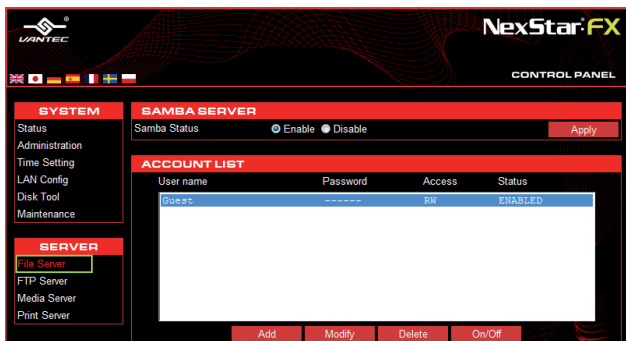 VANTEC®
NexStar FX
CONTROL PANEL
SYSTEM
Status
Administration
Time Setting
LAN Config
Disk Tool
Maintenance
SERVER
File Server
FTP Server
Media Server
Print Server
SAMBA SERVER
Samba Status Enable Disable
Apply
ACCOUNT LIST
User name Password Access Status
Guest ------ RW ENABLED
Add Modify Delete On/Off